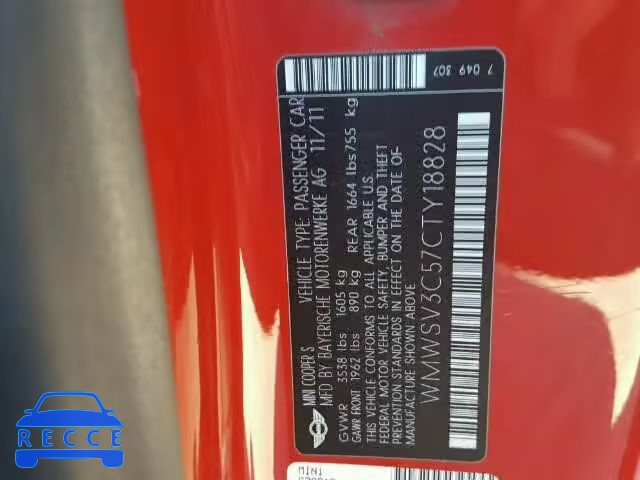 7 049 307
MINI COOPER S
VEHICLE TYPE: PASSENGER CAR
MFD BY BAYERISCHE MOTORENWERKE AG 11/11
GVWR 3538 lbs 1605 kg
GAWR FRONT 1962 lbs 890 kg REAR 1664 lbs 755 kg
THIS VEHICLE CONFORMS TO ALL APPLICABLE U.S.
FEDERAL MOTOR VEHICLE SAFETY, BUMPER AND THEFT
PREVENTION STANDARDS IN EFFECT ON THE DATE OF
MANUFACTURE SHOWN ABOVE
WMWSV3C57CTY18828
MINI
RECCE